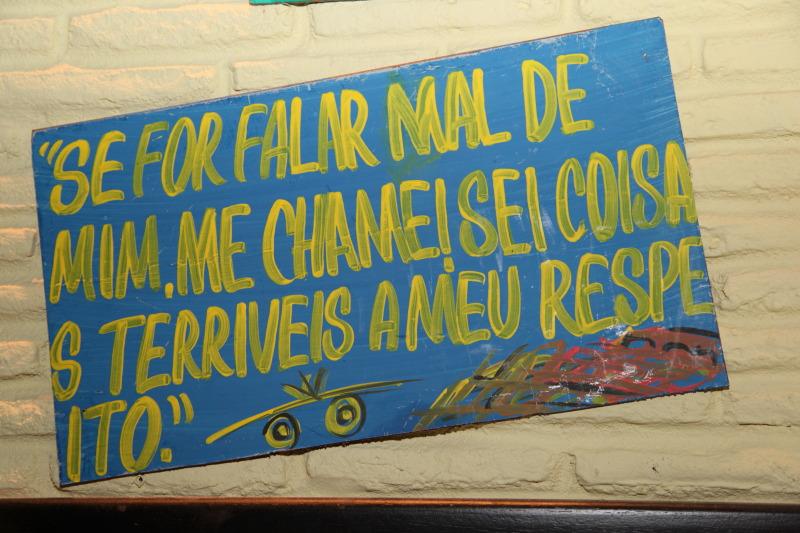 "SE FOR FALAR MAL DE
MIM, ME CHAME! SEI COISA
S TERRIVEIS A MEU RESPE
ITO."